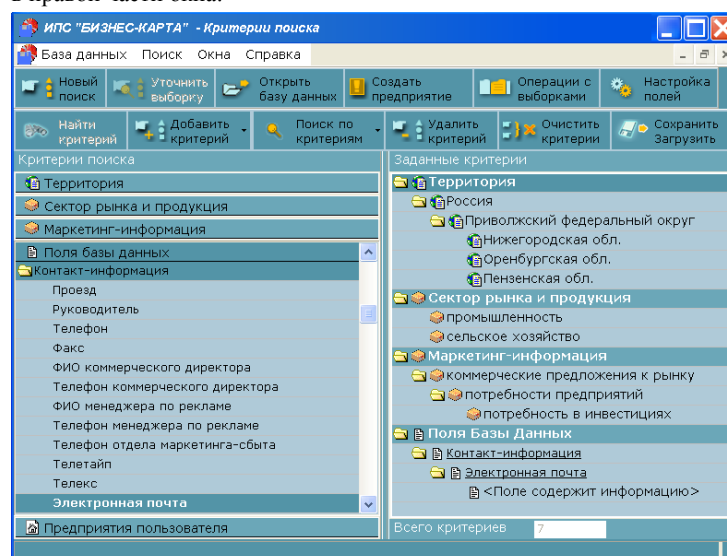 ИПС "БИЗНЕС-КАРТА" - Критерии поиска
База данных Поиск Окна Справка
Новый поиск
Уточнить выборку
Открыть базу данных
Создать предприятие
Операции с выборками
Настройка полей
Найти критерий
Добавить критерий
Поиск по критериям
Удалить критерий
Очистить критерии
Сохранить Загрузить
Критерии поиска
Территория
Сектор рынка и продукция
Маркетинг-информация
Поля базы данных
Контакт-информация
Проезд
Руководитель
Телефон
Факс
ФИО коммерческого директора
Телефон коммерческого директора
ФИО менеджера по рекламе
Телефон менеджера по рекламе
Телефон отдела маркетинга-сбыта
Телетайп
Телекс
Электронная почта
Предприятия пользователя
Заданные критерии
Территория
Россия
Приволжский федеральный округ
Нижегородская обл.
Оренбургская обл.
Пензенская обл.
Сектор рынка и продукция
промышленность
сельское хозяйство
Маркетинг-информация
коммерческие предложения к рынку
потребности предприятий
потребность в инвестициях
Поля Базы Данных
Контакт-информация
Электронная почта
<Поле содержит информацию>
Всего критериев 7